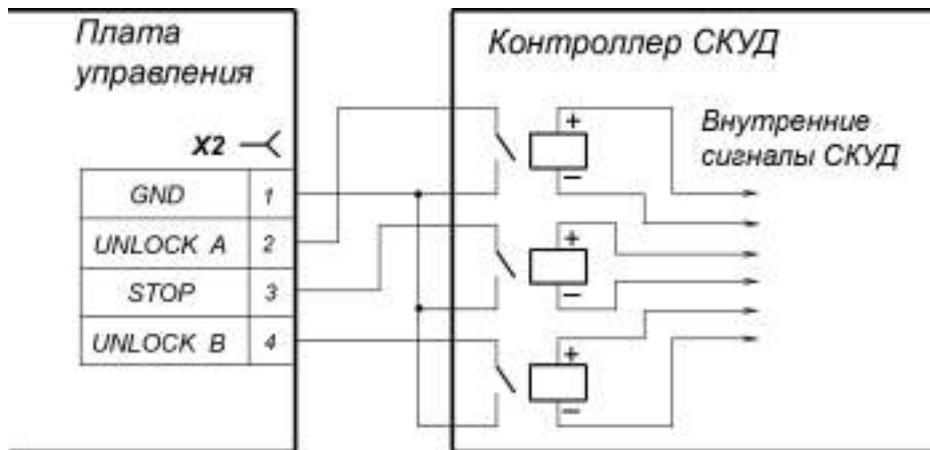 Плата
управления
Контроллер СКУД
X2
Внутренние
сигналы СКУД
GND 1
UNLOCK A 2
STOP 3
UNLOCK B 4
+
−
+
−
+
−